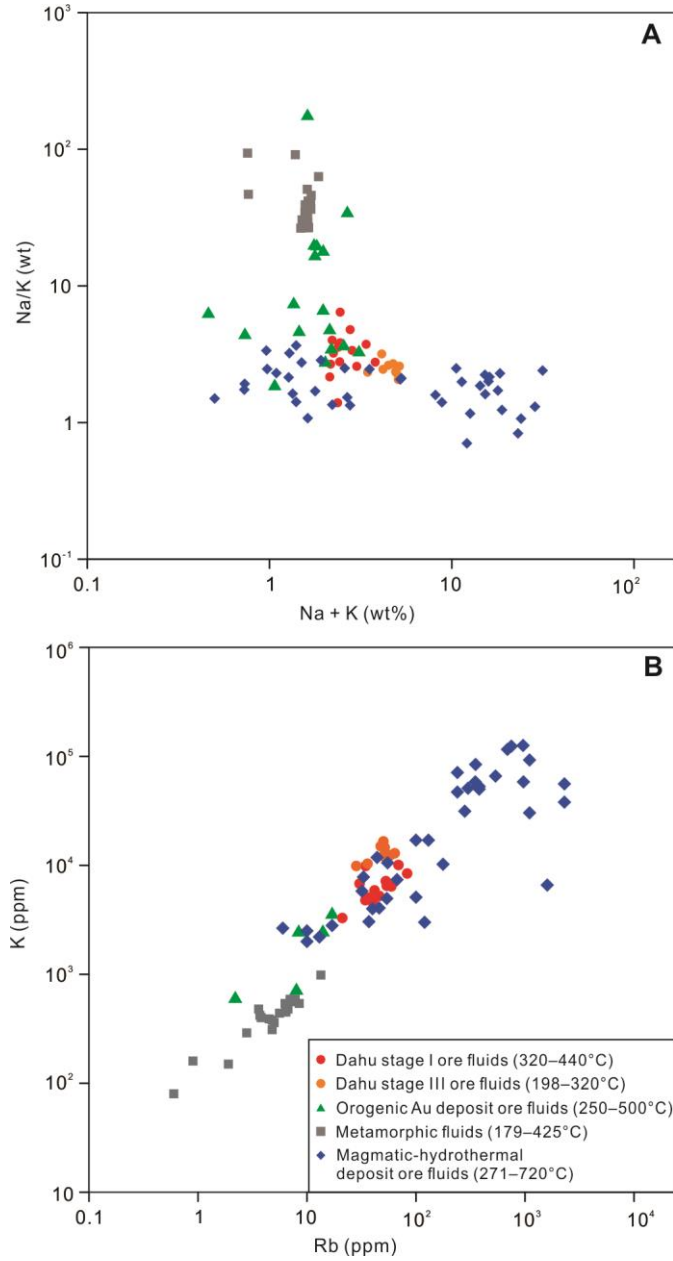 A
10³
10²
10
1
10⁻¹
Na/K (wt)
0.1
1
10
10²
Na + K (wt%)
B
10⁶
10⁵
10⁴
10³
10²
10
K (ppm)
0.1
1
10
10²
10³
10⁴
Rb (ppm)
Dahu stage I ore fluids (320–440°C)
Dahu stage III ore fluids (198–320°C)
Orogenic Au deposit ore fluids (250–500°C)
Metamorphic fluids (179–425°C)
Magmatic-hydrothermal
deposit ore fluids (271–720°C)